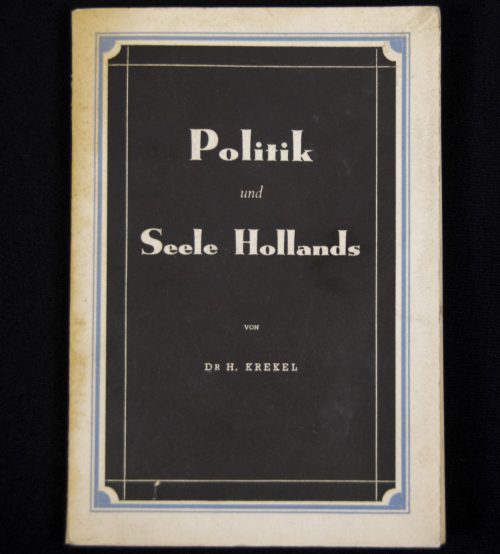 Politik
und
Seele Hollands
VON
DR H. KREKEL